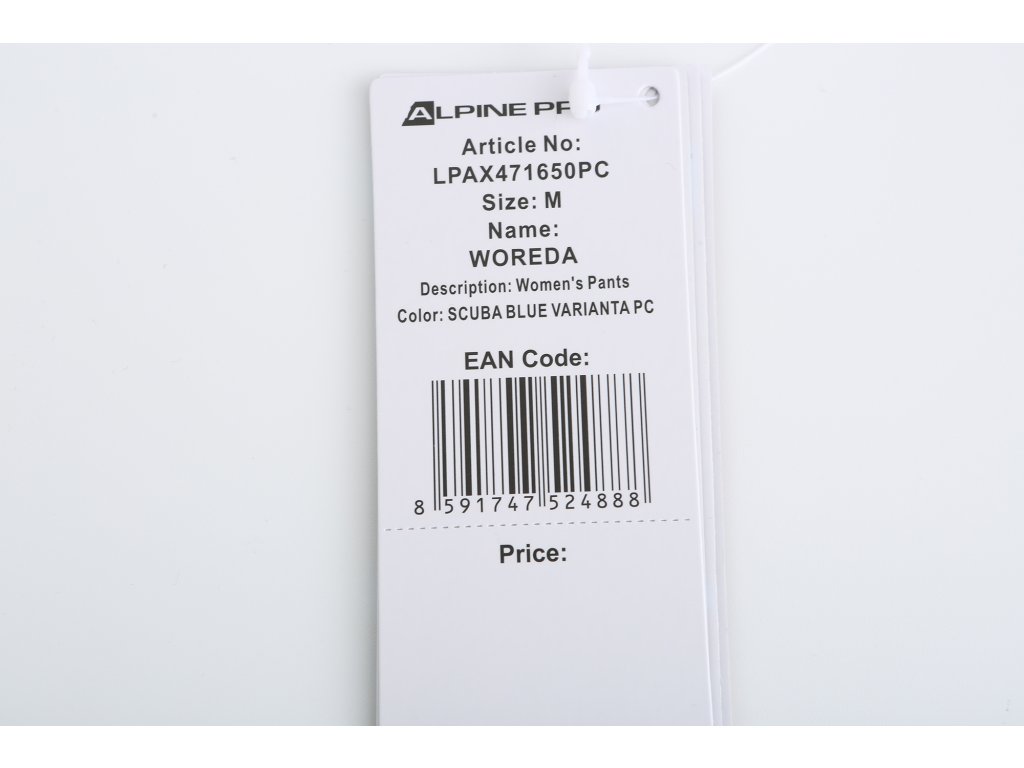 ALPINE PRO
Article No:
LPAX471650PC
Size: M
Name:
WOREDA
Description: Women's Pants
Color: SCUBA BLUE VARIANTA PC
EAN Code:
8 591747 524888
Price: